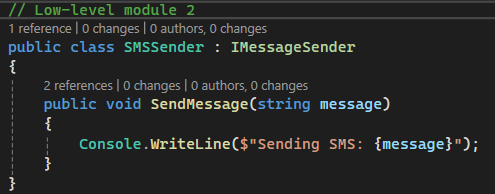 // Low-level module 2
1 reference | 0 changes | 0 authors, 0 changes
public class SMSSender : IMessageSender
{
2 references | 0 changes | 0 authors, 0 changes
public void SendMessage(string message)
{
Console.WriteLine($"Sending SMS: {message}");
}
}